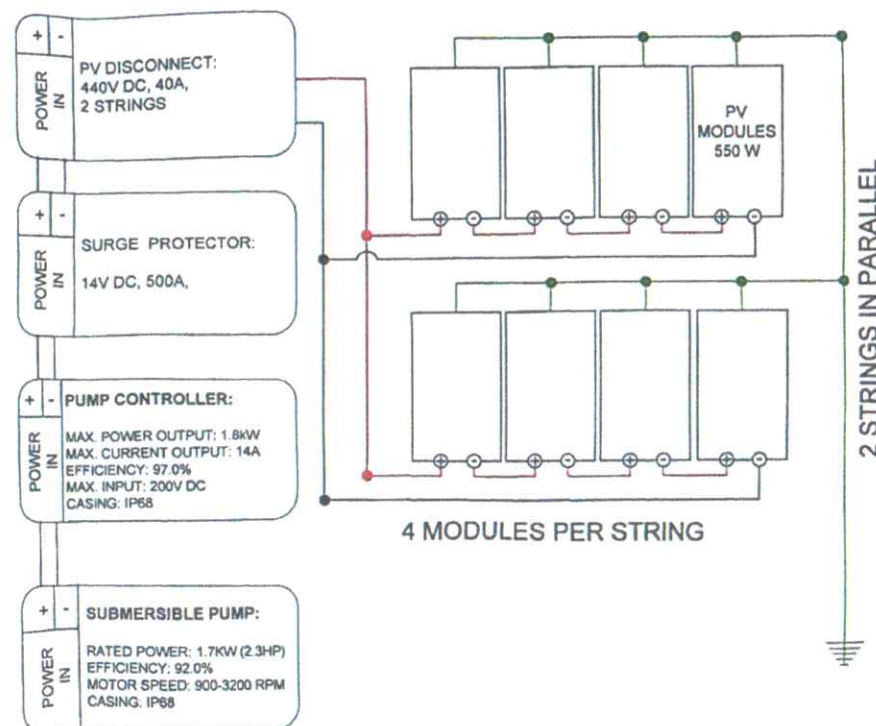 + -
POWER
IN
PV DISCONNECT:
440V DC, 40A,
2 STRINGS
+ -
POWER
IN
SURGE PROTECTOR:
14V DC, 500A,
+ -
POWER
IN
PUMP CONTROLLER:
MAX. POWER OUTPUT: 1.8kW
MAX. CURRENT OUTPUT: 14A
EFFICIENCY: 97.0%
MAX. INPUT: 200V DC
CASING: IP68
+ -
POWER
IN
SUBMERSIBLE PUMP:
RATED POWER: 1.7KW (2.3HP)
EFFICIENCY: 92.0%
MOTOR SPEED: 900-3200 RPM
CASING: IP68
PV
MODULES
550 W
+ - + - + - + -
+ - + - + - + -
4 MODULES PER STRING
2 STRINGS IN PARALLEL